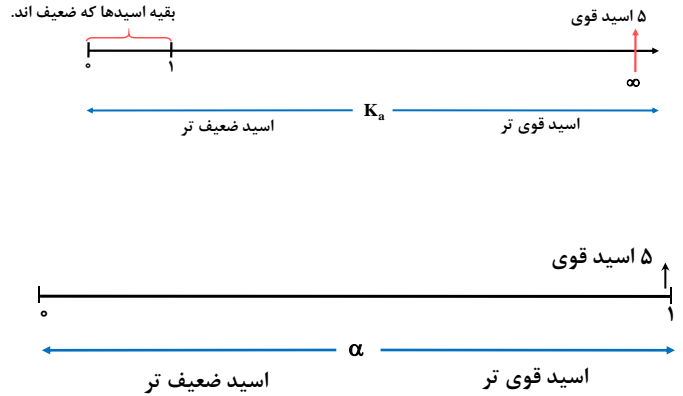 بقیه اسیدها که ضعیف اند.
۵ اسید قوی
۰
۱
∞
Kₐ
اسید ضعیف تر
اسید قوی تر
۵ اسید قوی
۰
۱
α
اسید ضعیف تر
اسید قوی تر